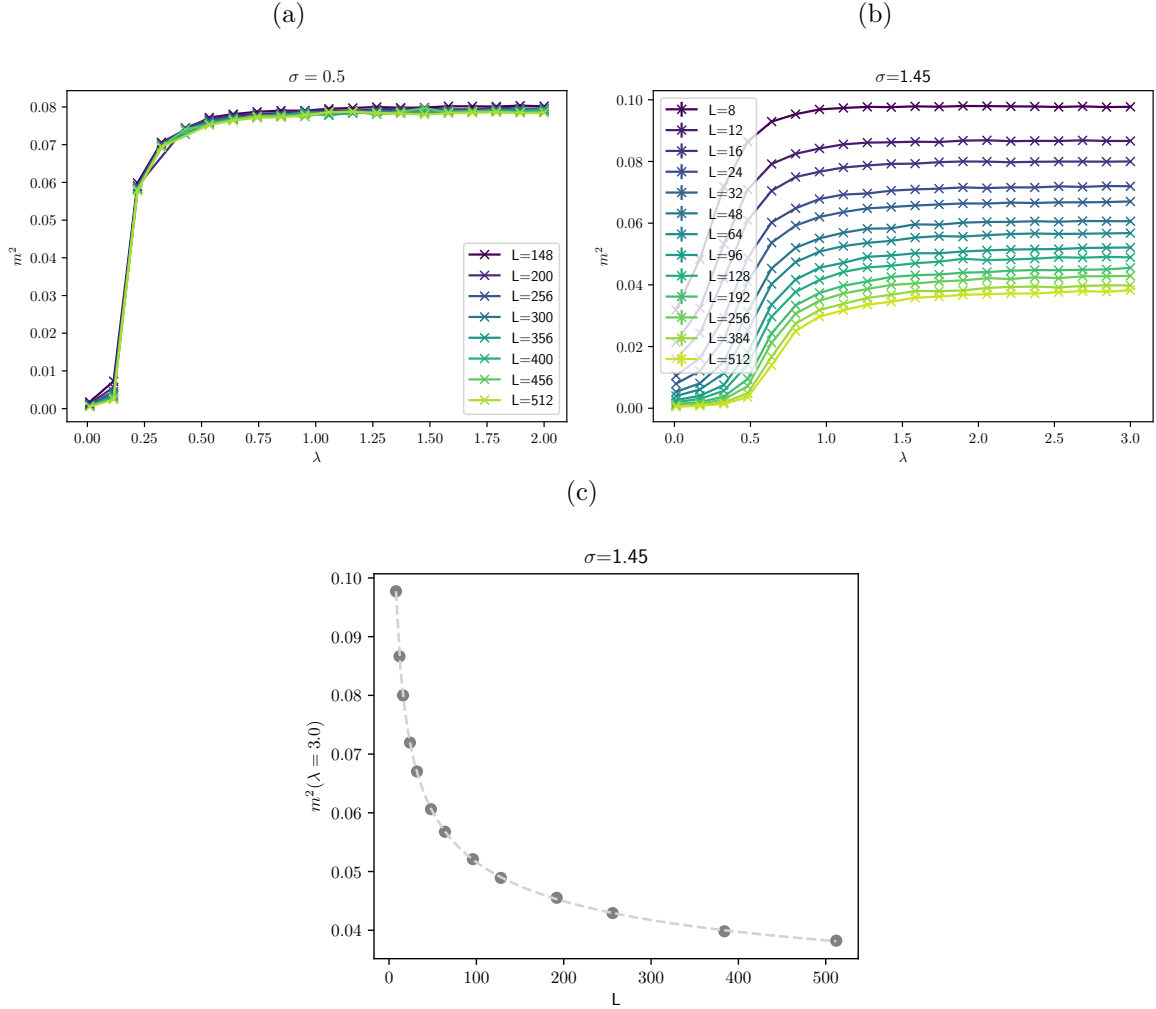 (a)
σ = 0.5
m²
0.08
0.07
0.06
0.05
0.04
0.03
0.02
0.01
0.00
L=148
L=200
L=256
L=300
L=356
L=400
L=456
L=512
0.00 0.25 0.50 0.75 1.00 1.25 1.50 1.75 2.00
λ
(b)
σ=1.45
m²
0.10
0.08
0.06
0.04
0.02
0.00
L=8
L=12
L=16
L=24
L=32
L=48
L=64
L=96
L=128
L=192
L=256
L=384
L=512
0.0 0.5 1.0 1.5 2.0 2.5 3.0
λ
(c)
σ=1.45
m²(λ = 3.0)
0.10
0.09
0.08
0.07
0.06
0.05
0.04
0 100 200 300 400 500
L